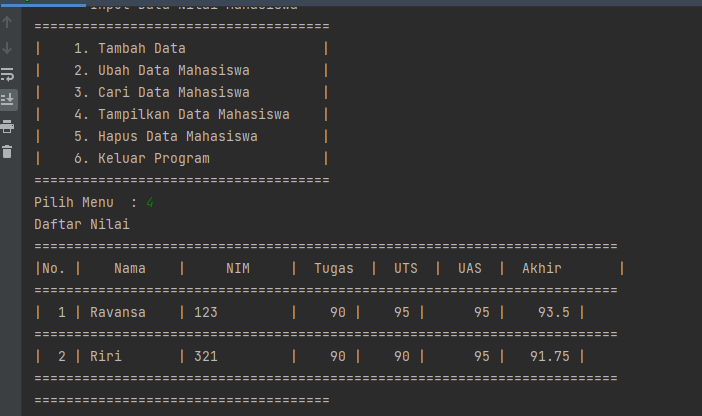 Input Data Nilai Mahasiswa
=====================================
|    1. Tambah Data                 |
|    2. Ubah Data Mahasiswa         |
|    3. Cari Data Mahasiswa         |
|    4. Tampilkan Data Mahasiswa    |
|    5. Hapus Data Mahasiswa        |
|    6. Keluar Program              |
=====================================
Pilih Menu  : 4
Daftar Nilai
=========================================================================
|No. |    Nama    |     NIM     |  Tugas  |  UTS  |  UAS  |  Akhir       |
=========================================================================
|  1 | Ravansa    | 123         |    90 |    95 |      95 |    93.5 |
=========================================================================
|  2 | Riri       | 321         |    90 |    90 |      95 |   91.75 |
=========================================================================
=====================================